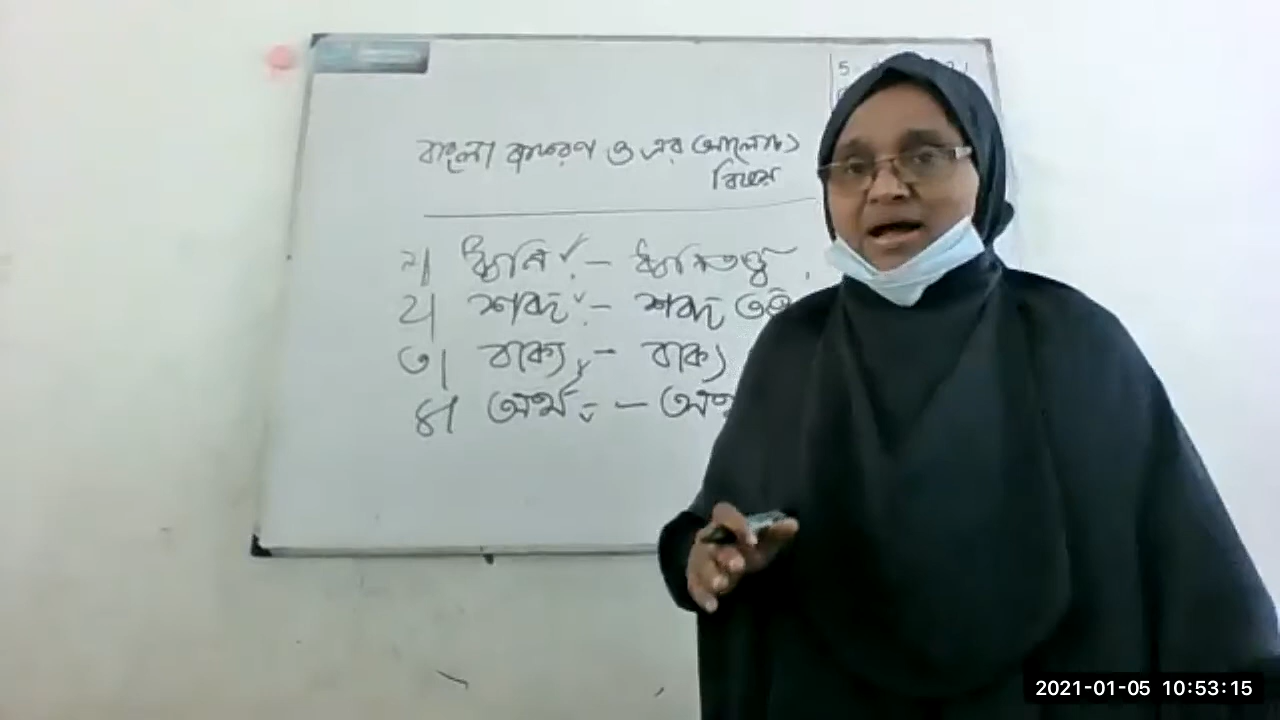 বাংলা ব্যাকরণ ও এর আলোচ্য
বিষয়
১। ধ্বনি :- ধ্বনিতত্ত্ব
২। শব্দ :- শব্দ তত্ত্ব
৩। বাক্য :- বাক্য
৪। অর্থ :-
2021-01-05 10:53:15